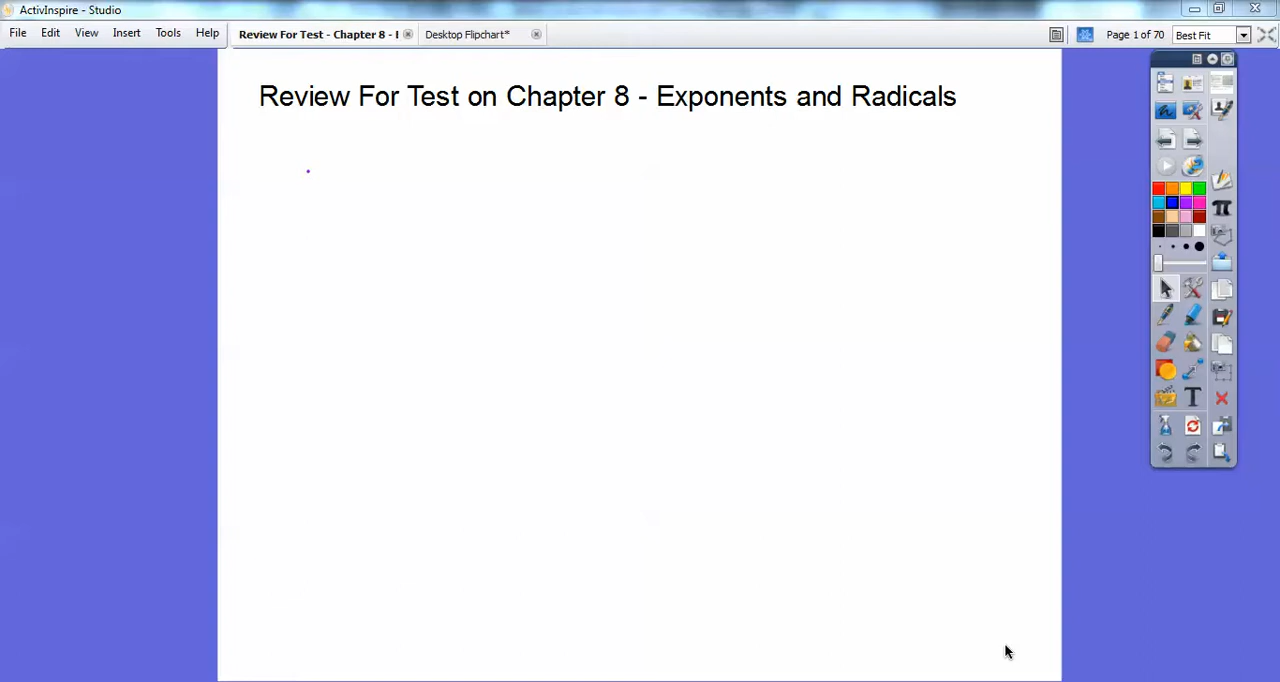 ActivInspire - Studio
File Edit View Insert Tools Help
Review For Test - Chapter 8 - E
Desktop Flipchart*
Page 1 of 70
Best Fit
Review For Test on Chapter 8 - Exponents and Radicals